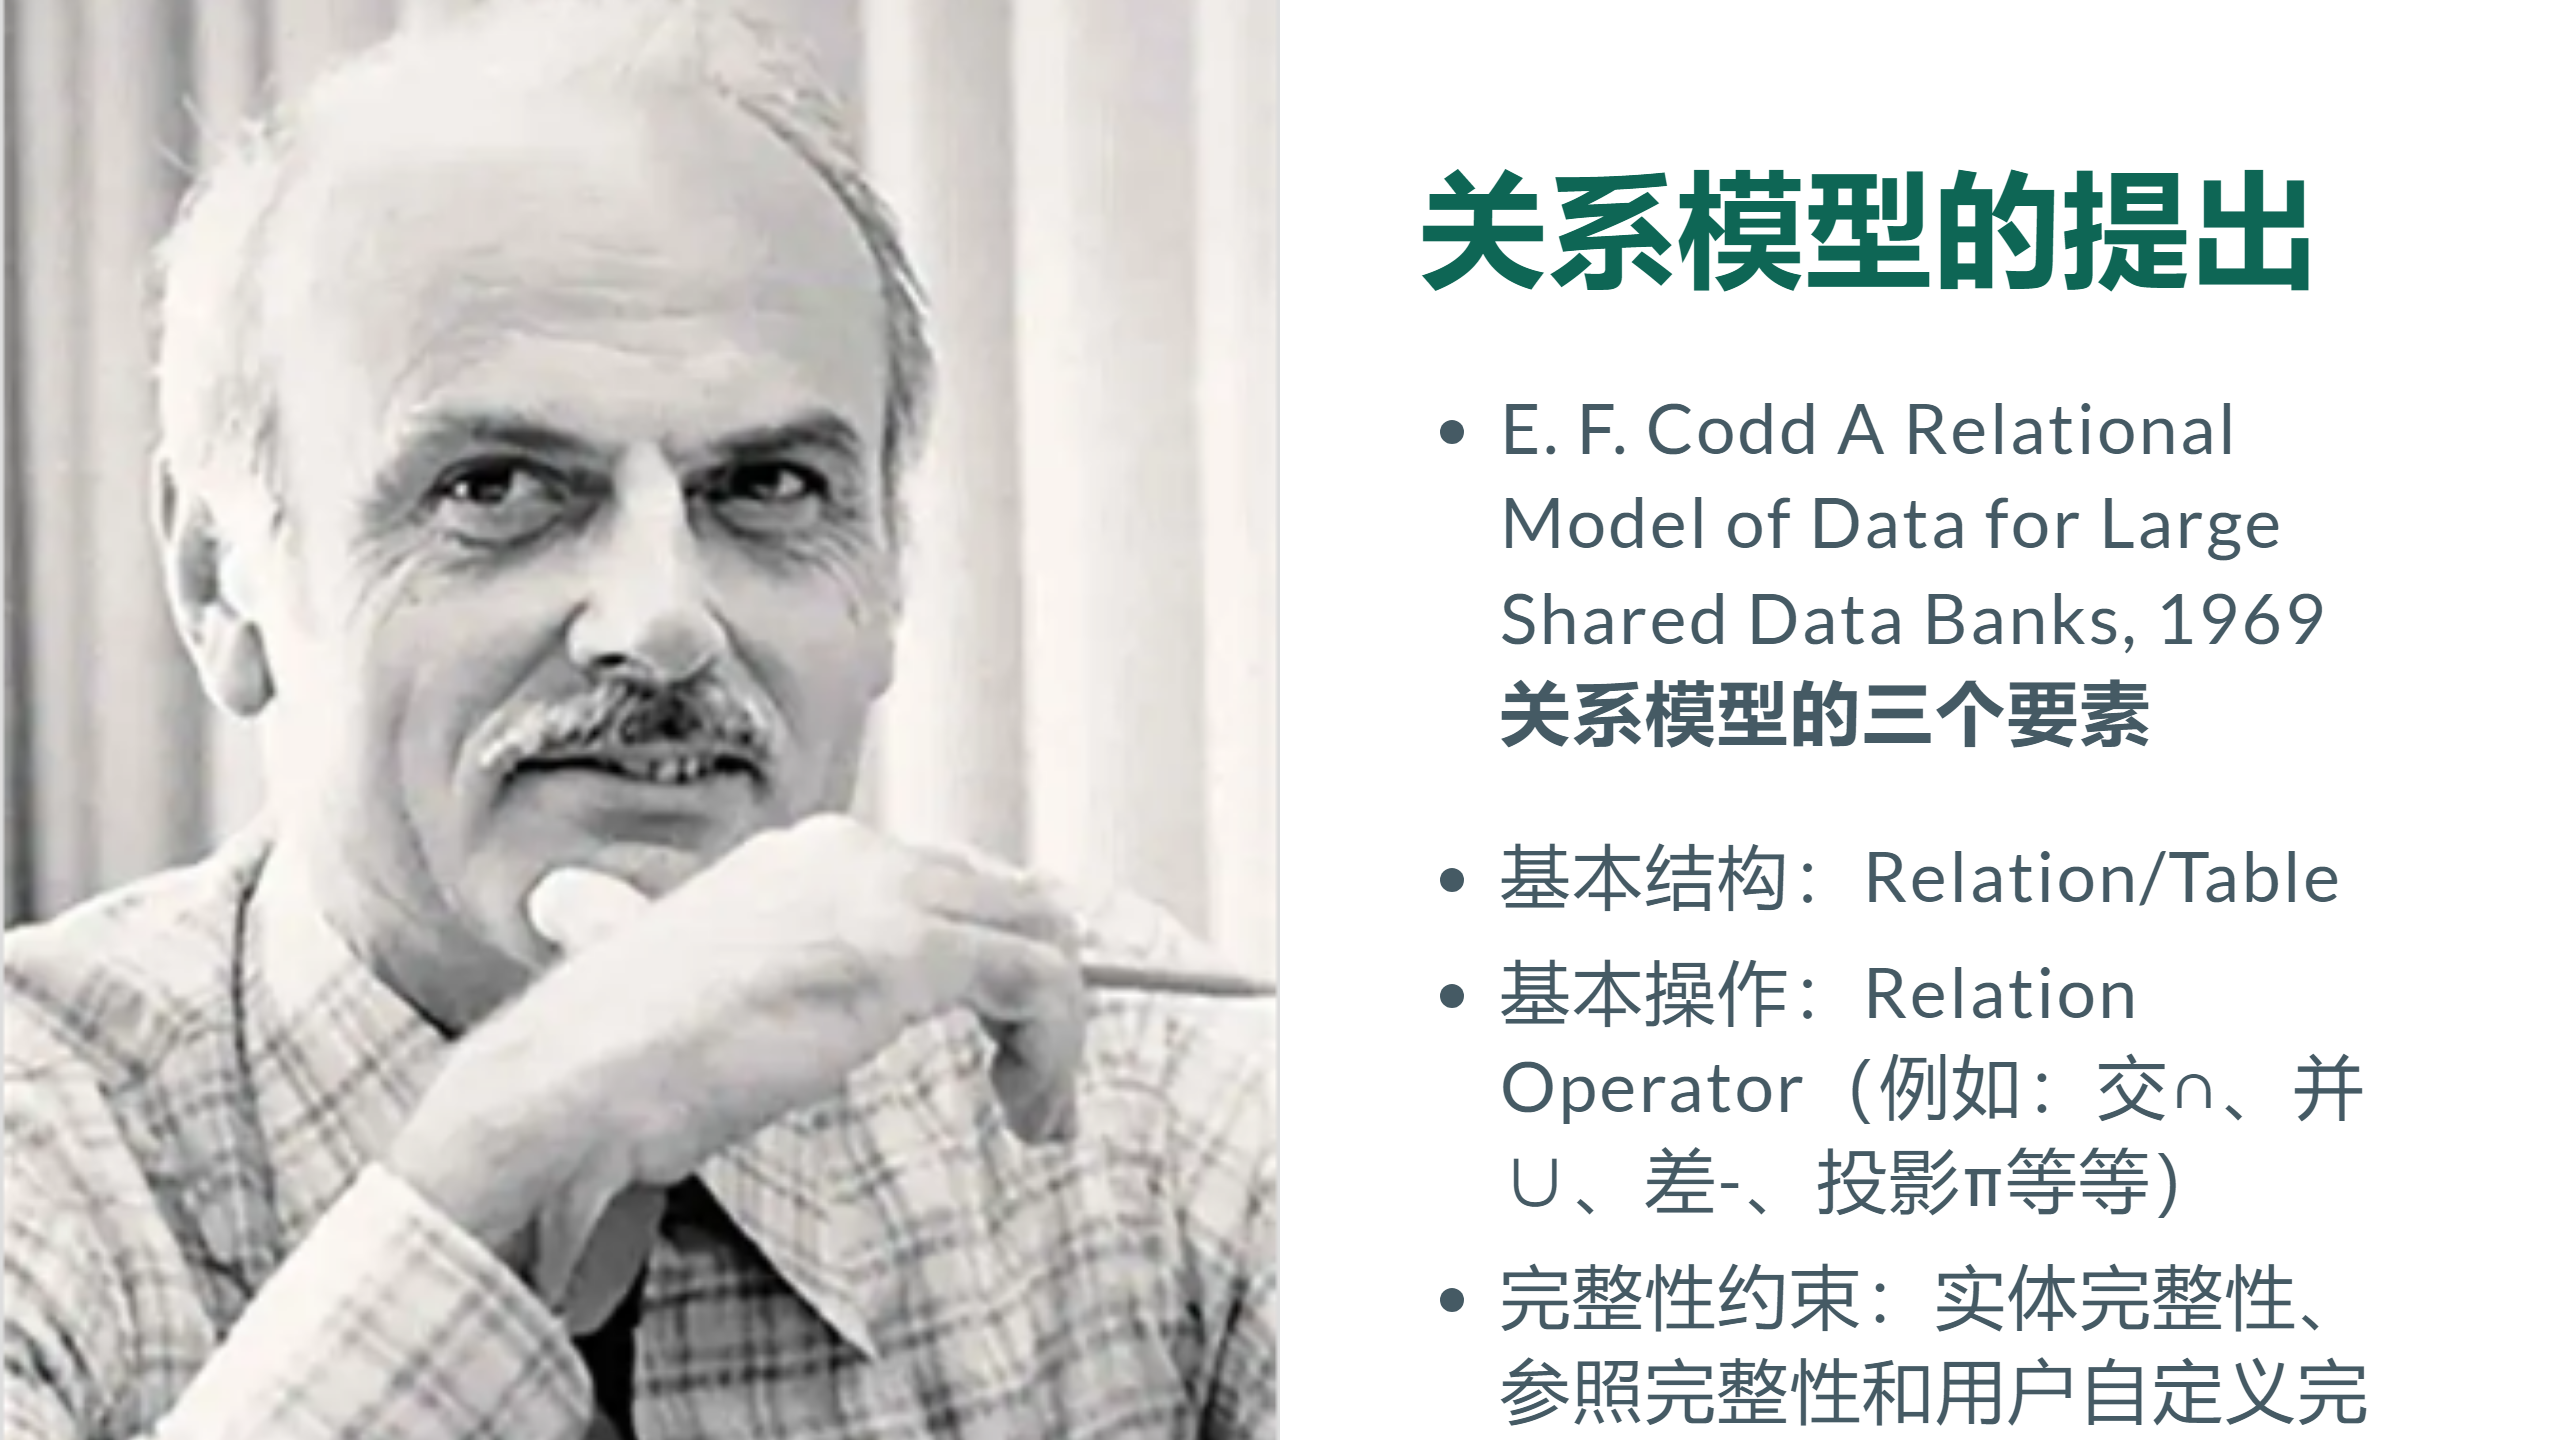 关系模型的提出
E. F. Codd A Relational
Model of Data for Large
Shared Data Banks, 1969
关系模型的三个要素
基本结构：Relation/Table
基本操作：Relation
Operator（例如：交∩、并
∪、差-、投影π等等）
完整性约束：实体完整性、
参照完整性和用户自定义完